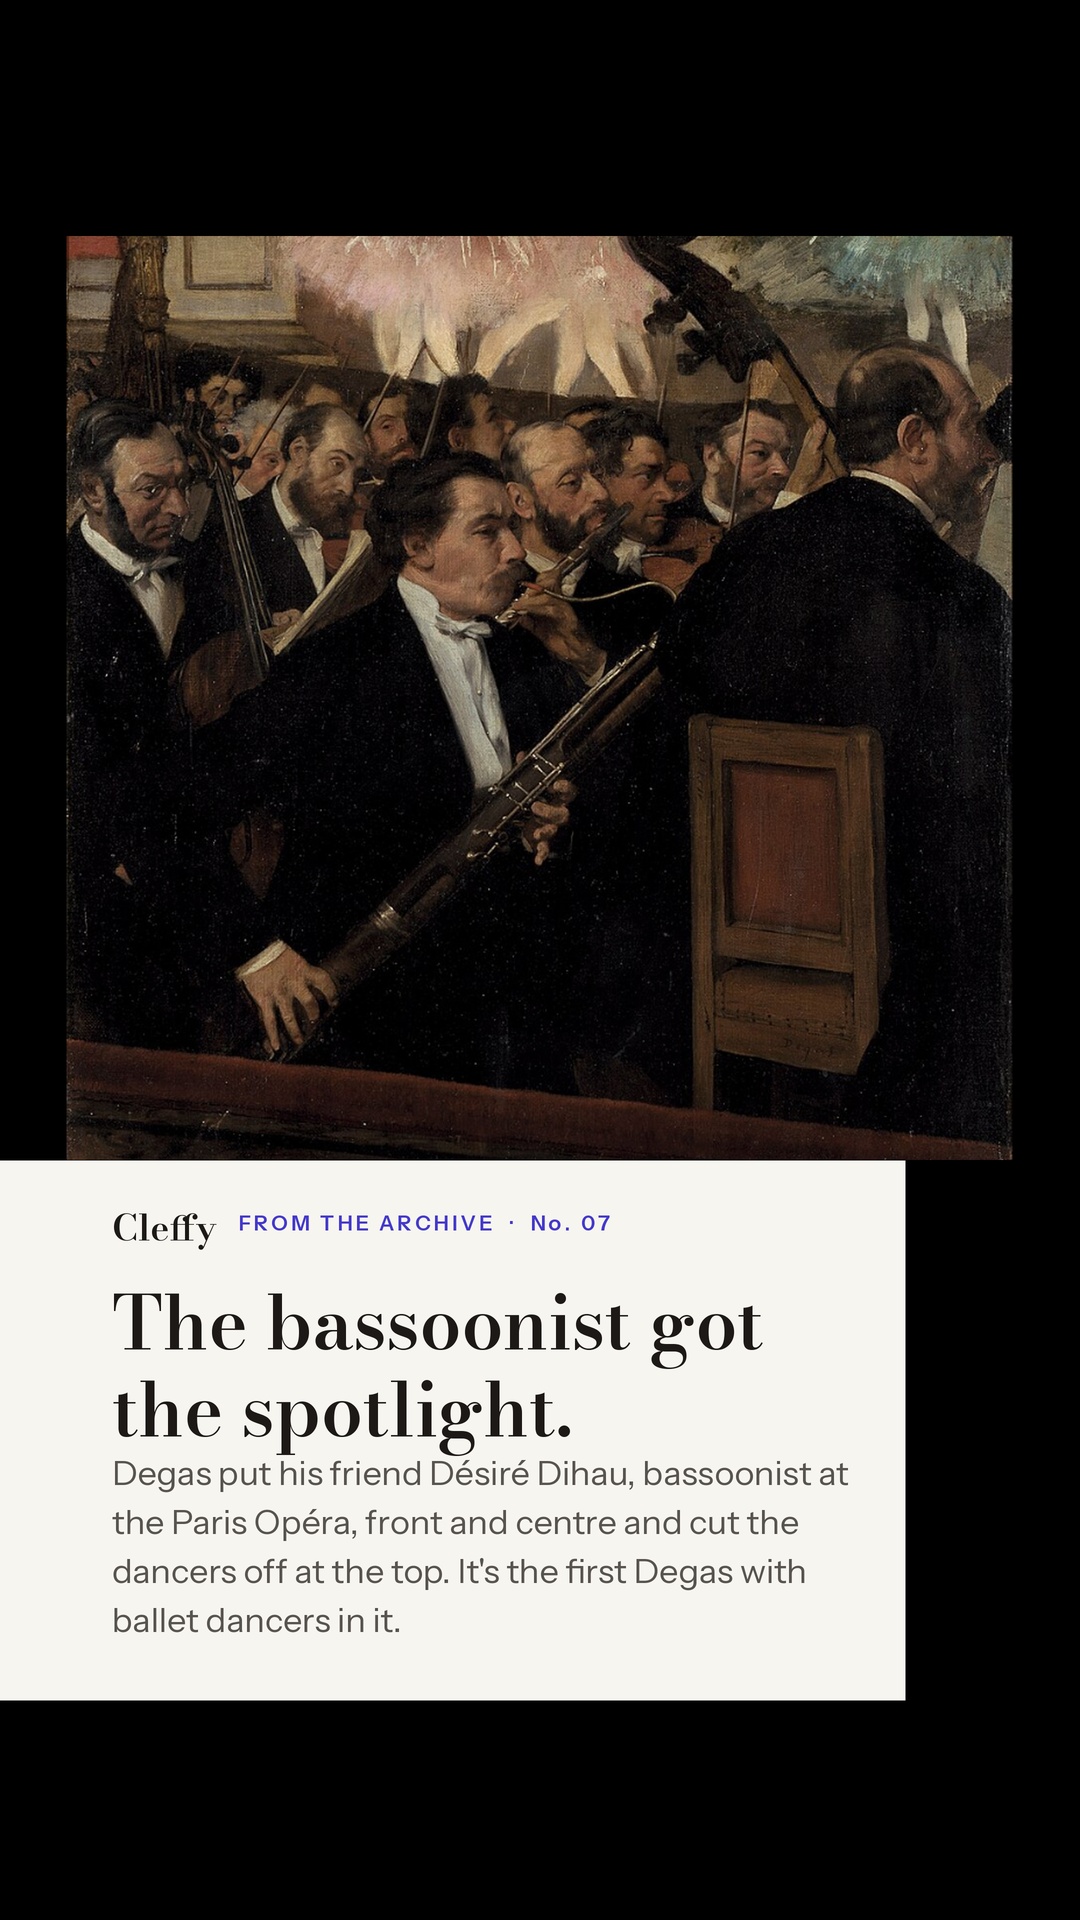 Cleffy FROM THE ARCHIVE · No. 07
The bassoonist got
the spotlight.
Degas put his friend Désiré Dihau, bassoonist at
the Paris Opéra, front and centre and cut the
dancers off at the top. It's the first Degas with
ballet dancers in it.